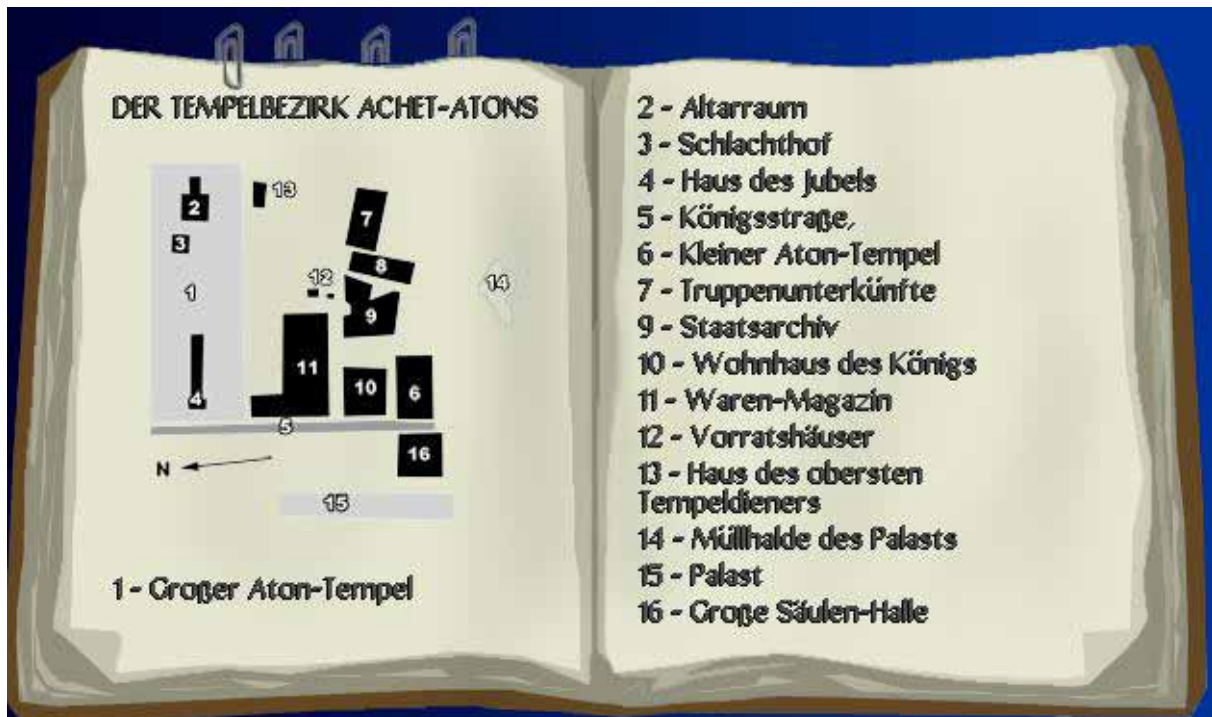 DER TEMPELBEZIRK ACHET-ATONS
13
2
7
3
8
12
14
1
9
11
10
6
4
5
16
N
15
1 - Großer Aton-Tempel
2 - Altarraum
3 - Schlachthof
4 - Haus des Jubels
5 - Königsstraße,
6 - Kleiner Aton-Tempel
7 - Truppenunterkünfte
9 - Staatsarchiv
10 - Wohnhaus des Königs
11 - Waren-Magazin
12 - Vorratshäuser
13 - Haus des obersten
Tempeldieners
14 - Müllhalde des Palasts
15 - Palast
16 - Große Säulen-Halle